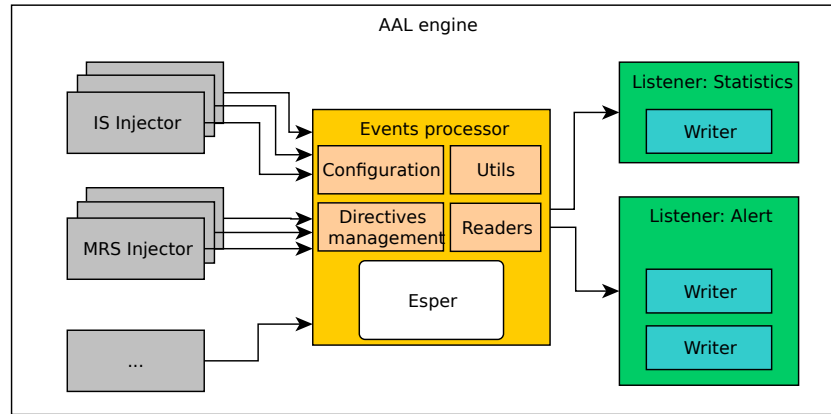 AAL engine
IS Injector
MRS Injector
...
Events processor
Configuration
Utils
Directives
management
Readers
Esper
Listener: Statistics
Writer
Listener: Alert
Writer
Writer